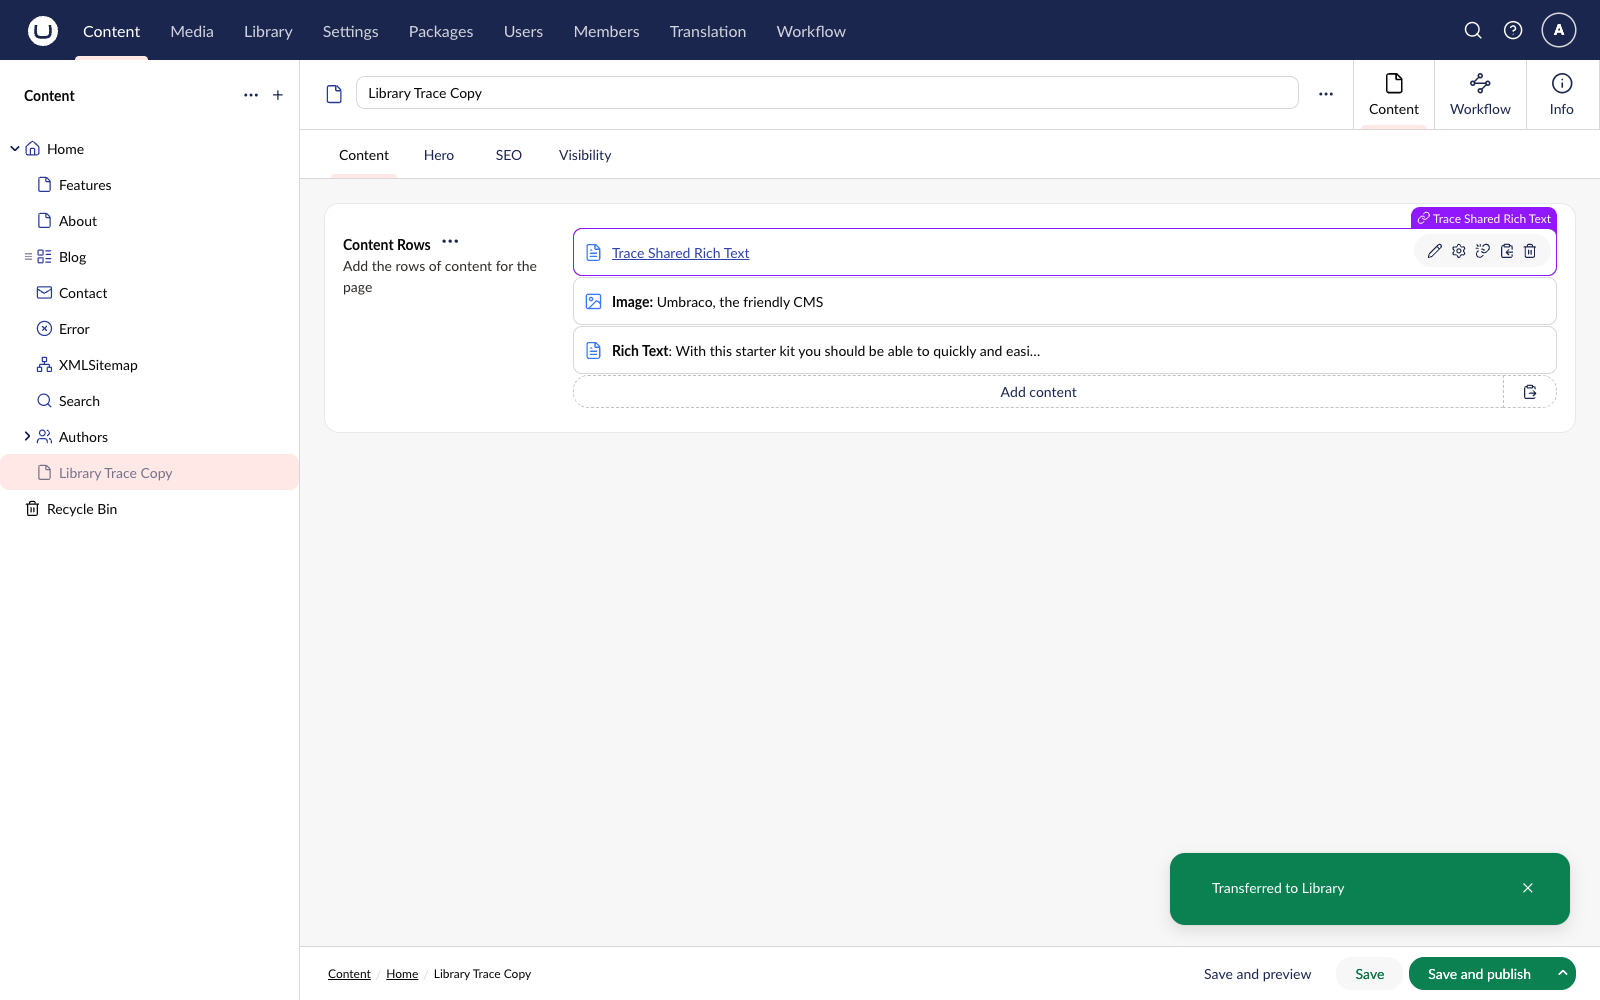 Content Media Library Settings Packages Users Members Translation Workflow A
Content
Library Trace Copy
Content Workflow Info
Home
Features
About
Blog
Contact
Error
XMLSitemap
Search
Authors
Library Trace Copy
Recycle Bin
Content Hero SEO Visibility
Trace Shared Rich Text
Content Rows
Add the rows of content for the
page
Trace Shared Rich Text
Image: Umbraco, the friendly CMS
Rich Text: With this starter kit you should be able to quickly and easi...
Add content
Transferred to Library
Content / Home / Library Trace Copy
Save and preview Save Save and publish